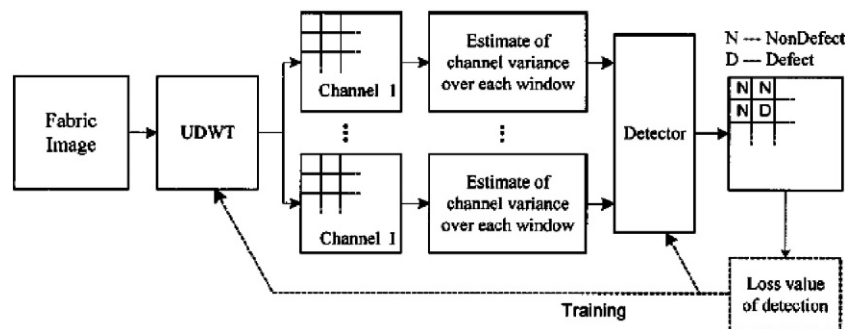 Fabric
Image
UDWT
Channel 1
Estimate of
channel variance
over each window
Channel I
Estimate of
channel variance
over each window
Detector
N --- NonDefect
D --- Defect
N N
N D
Loss value
of detection
Training